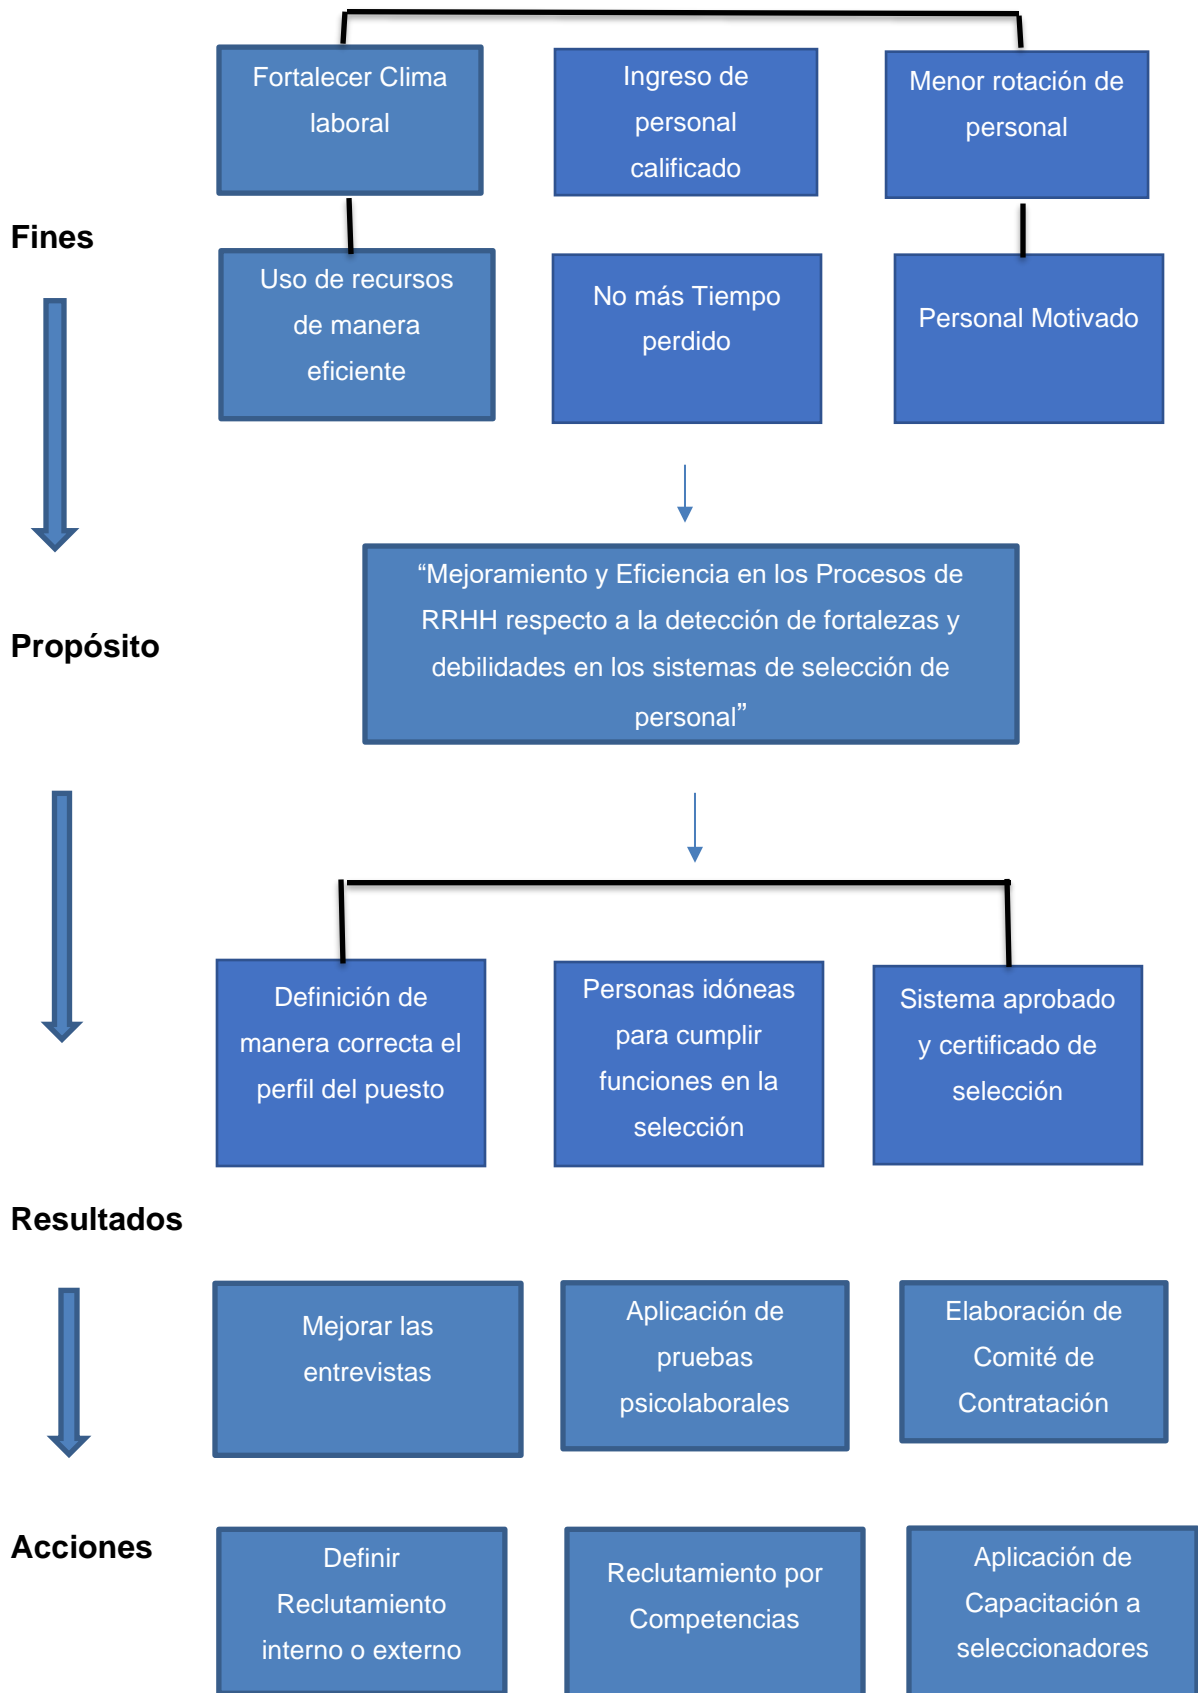 Fortalecer Clima
laboral
Ingreso de
personal
calificado
Menor rotación de
personal
Fines
Uso de recursos
de manera
eficiente
No más Tiempo
perdido
Personal Motivado
“Mejoramiento y Eficiencia en los Procesos de
RRHH respecto a la detección de fortalezas y
debilidades en los sistemas de selección de
personal”
Propósito
Definición de
manera correcta el
perfil del puesto
Personas idóneas
para cumplir
funciones en la
selección
Sistema aprobado
y certificado de
selección
Resultados
Mejorar las
entrevistas
Aplicación de
pruebas
psicolaborales
Elaboración de
Comité de
Contratación
Acciones
Definir
Reclutamiento
interno o externo
Reclutamiento por
Competencias
Aplicación de
Capacitación a
seleccionadores